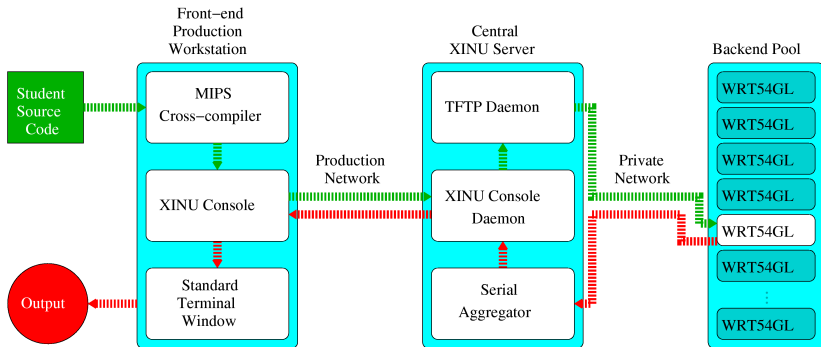 Front−end
Production
Workstation
Central
XINU Server
Backend Pool
Student
Source
Code
MIPS
Cross−compiler
TFTP Daemon
WRT54GL
WRT54GL
WRT54GL
WRT54GL
Production
Network
Private
Network
XINU Console
XINU Console
Daemon
WRT54GL
Output
Standard
Terminal
Window
Serial
Aggregator
WRT54GL
WRT54GL